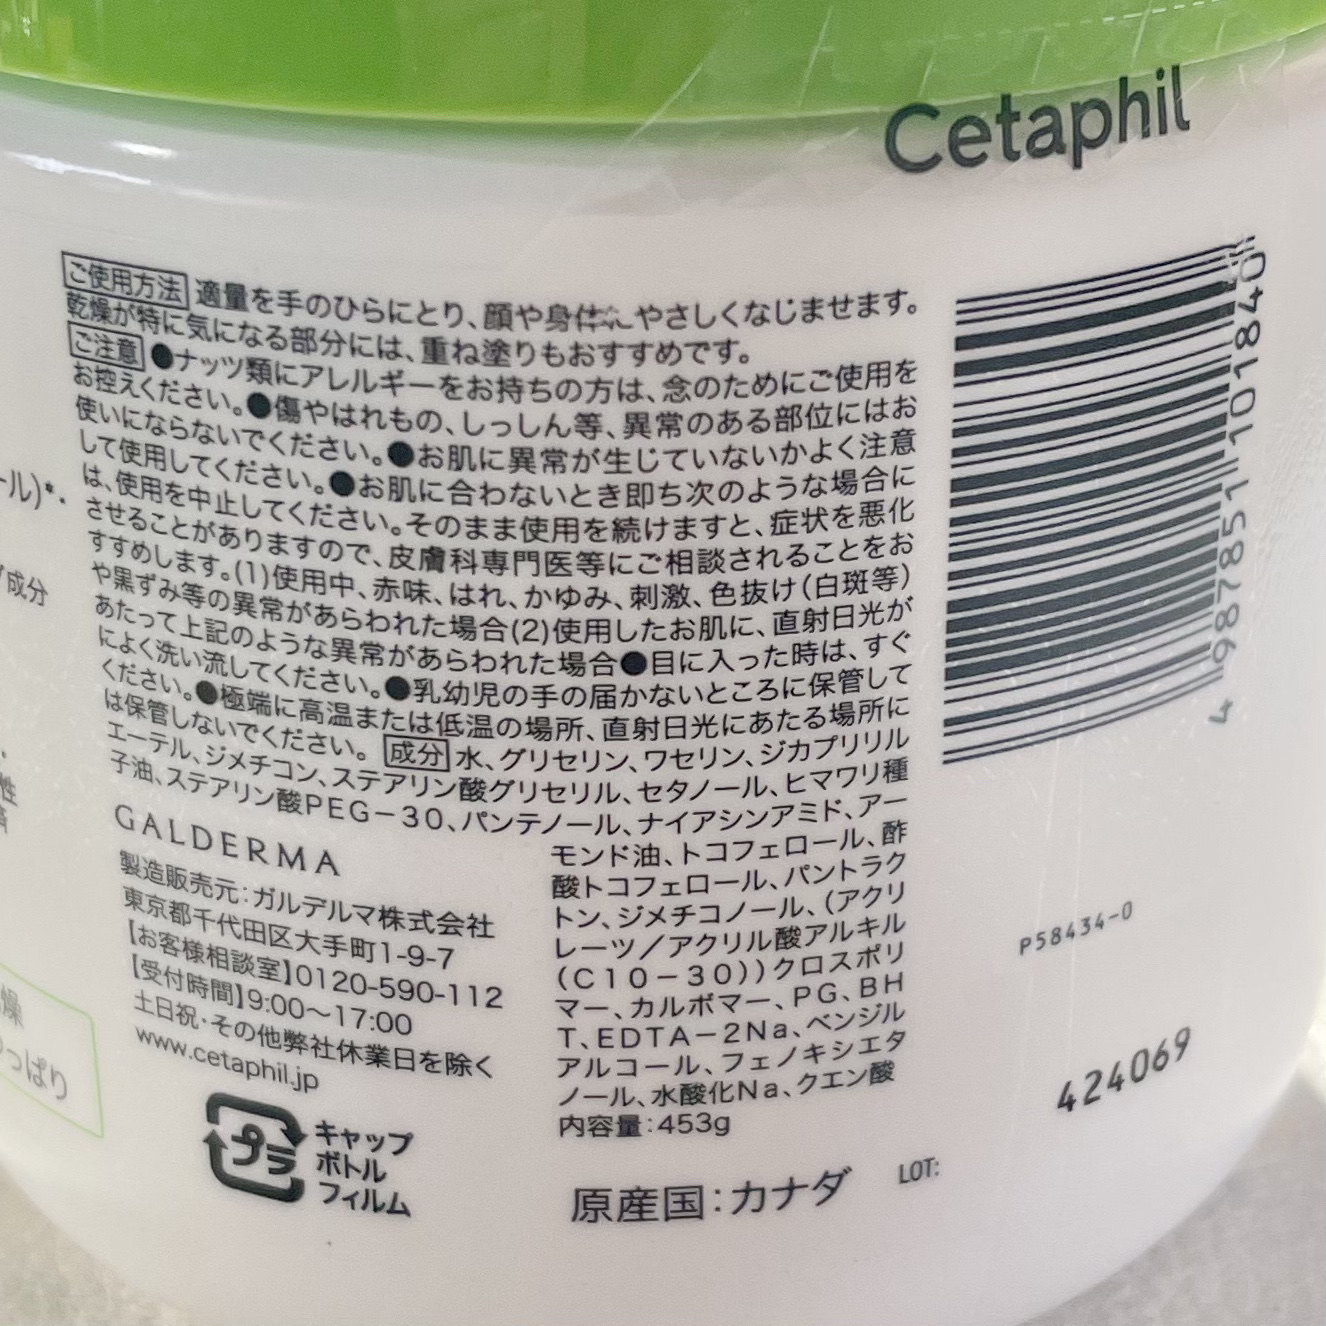 Cetaphil
ご使用方法 適量を手のひらにとり、顔や身体にやさしくなじませます。
乾燥が特に気になる部分には、重ね塗りもおすすめです。
ご注意 ●ナッツ類にアレルギーをお持ちの方は、念のためにご使用を
お控えください。●傷やはれもの、しっしん等、異常のある部位にはお
使いにならないでください。●お肌に異常が生じていないかよく注意
して使用してください。●お肌に合わないとき即ち次のような場合に
は、使用を中止してください。そのまま使用を続けますと、症状を悪化
させることがありますので、皮膚科専門医等にご相談されることをお
すすめします。(1)使用中、赤味、はれ、かゆみ、刺激、色抜け(白斑等)
や黒ずみ等の異常があらわれた場合(2)使用したお肌に、直射日光が
あたって上記のような異常があらわれた場合●目に入った時は、すぐ
によく洗い流してください。●乳幼児の手の届かないところに保管して
ください。●極端に高温または低温の場所、直射日光にあたる場所に
は保管しないでください。 成分 水、グリセリン、ワセリン、ジカプリリル
エーテル、ジメチコン、ステアリン酸グリセリル、セタノール、ヒマワリ種
子油、ステアリン酸PEG－30、パンテノール、ナイアシンアミド、アー
モンド油、トコフェロール、酢
酸トコフェロール、パントラク
トン、ジメチコノール、(アクリ
レーツ／アクリル酸アルキル
(C10－30))クロスポリ
マー、カルボマー、PG、BH
T、EDTA－2Na、ベンジル
アルコール、フェノキシエタ
ノール、水酸化Na、クエン酸
内容量：453g
GALDERMA
製造販売元：ガルデルマ株式会社
東京都千代田区大手町1-9-7
【お客様相談室】0120-590-112
【受付時間】9:00〜17:00
土日祝・その他弊社休業日を除く
www.cetaphil.jp
プラ
キャップ
ボトル
フィルム
原産国：カナダ
LOT:
4 987851 101840
P58434-0
424069
ール)*、
成分
性
燥
っぱり